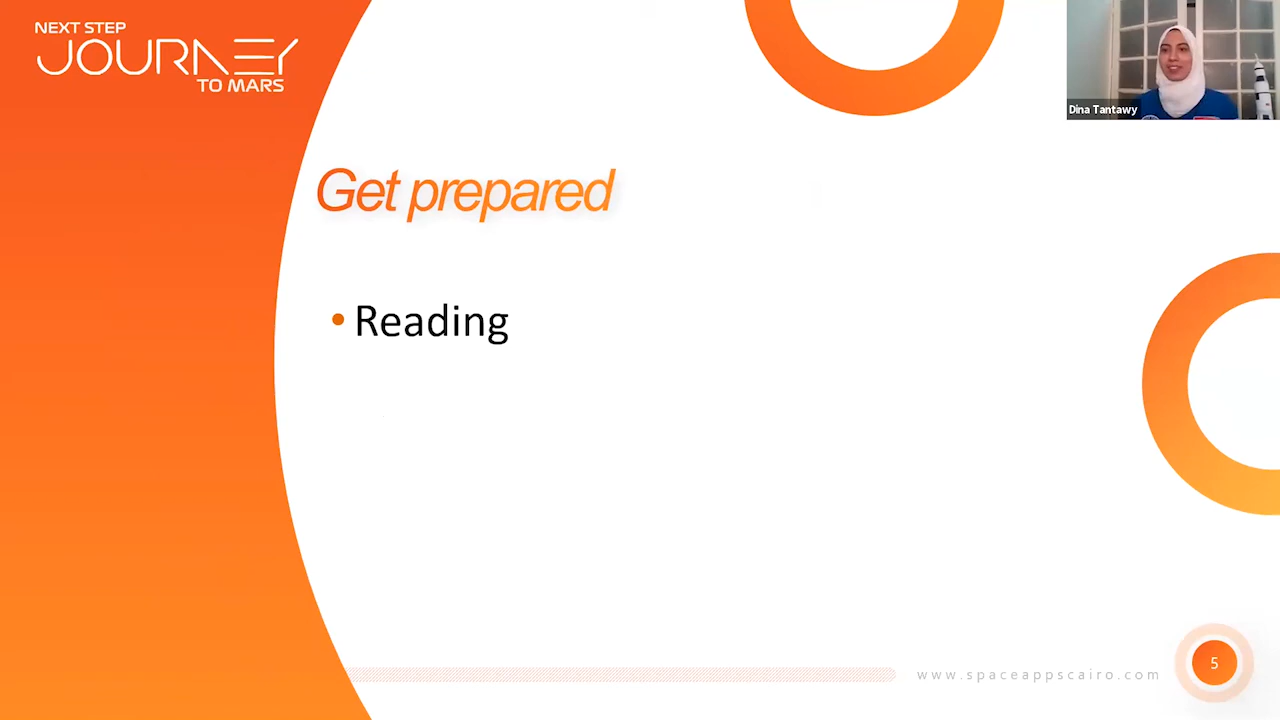 NEXT STEP
JOURNEY
TO MARS
Dina Tantawy
Get prepared
• Reading
www.spaceappscairo.com
5